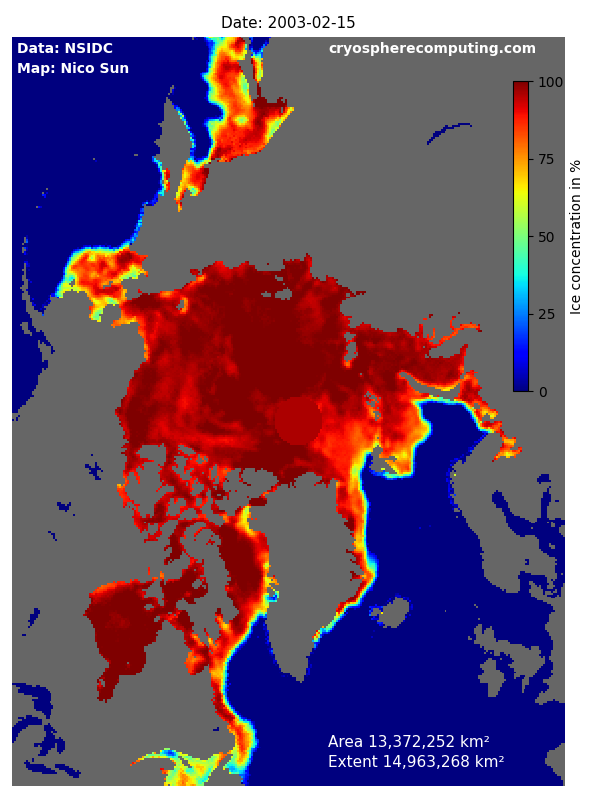 Date: 2003-02-15
Data: NSIDC
Map: Nico Sun
cryospherecomputing.com
100
75
50
25
0
Ice concentration in %
Area 13,372,252 km²
Extent 14,963,268 km²